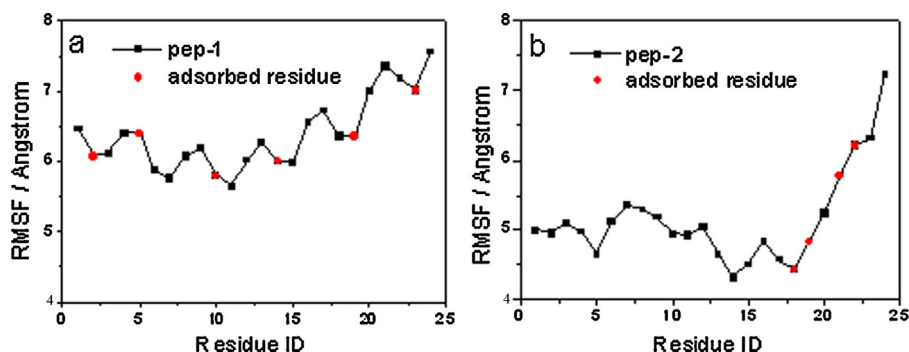 a
pep-1
adsorbed residue
RMSF / Angstrom
8
7
6
5
4
0 5 10 15 20 25
Residue ID
b
pep-2
adsorbed residue
RMSF / Angstrom
8
7
6
5
4
0 5 10 15 20 25
Residue ID